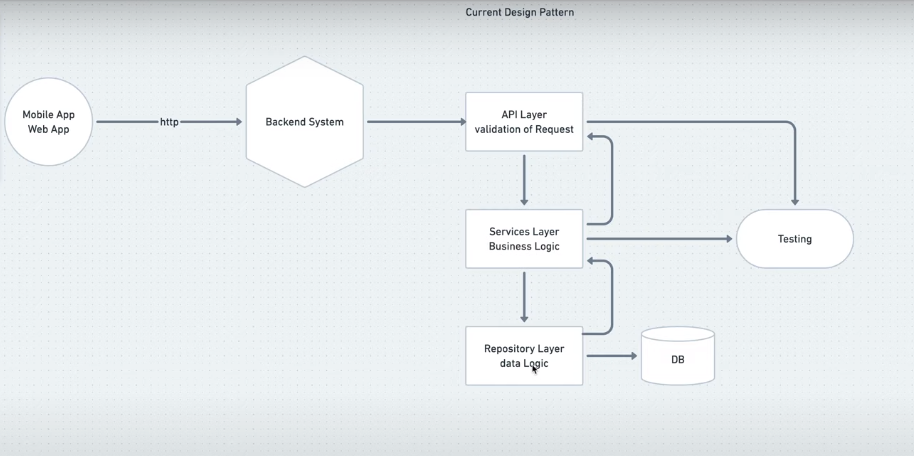 Current Design Pattern
Mobile App
Web App
http
Backend System
API Layer
validation of Request
Services Layer
Business Logic
Testing
Repository Layer
data Logic
DB